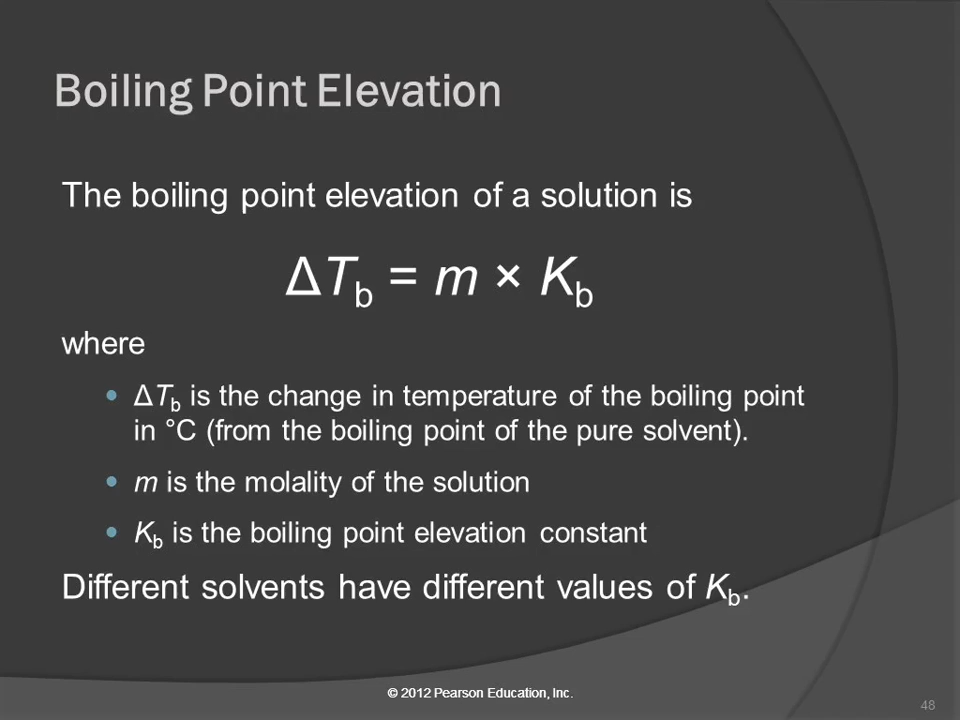 Boiling Point Elevation
The boiling point elevation of a solution is
ΔTb = m × Kb
where
• ΔTb is the change in temperature of the boiling point
in °C (from the boiling point of the pure solvent).
• m is the molality of the solution
• Kb is the boiling point elevation constant
Different solvents have different values of Kb.
© 2012 Pearson Education, Inc.
48